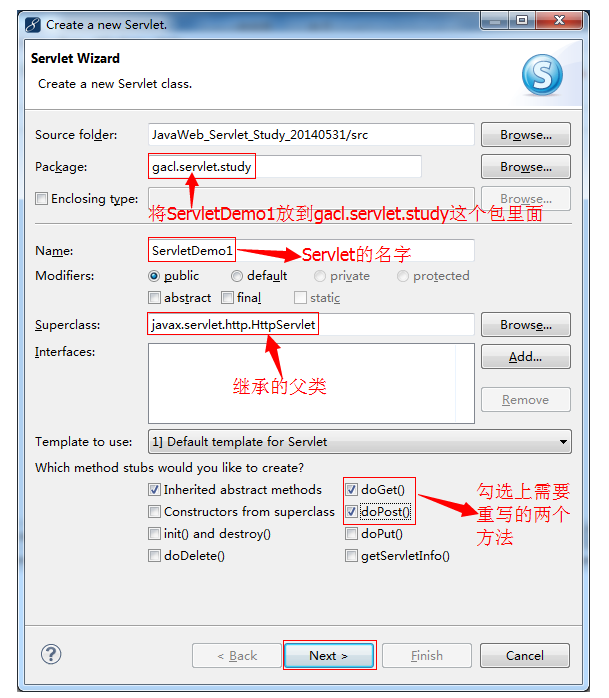 Create a new Servlet.
Servlet Wizard
Create a new Servlet class.
Source folder: JavaWeb_Servlet_Study_20140531/src Browse...
Package: gacl.servlet.study Browse...
Enclosing type: Browse...
将ServletDemo1放到gacl.servlet.study这个包里面
Name: ServletDemo1 Servlet的名字
Modifiers: public default private protected
abstract final static
Superclass: javax.servlet.http.HttpServlet Browse...
Interfaces: Add...
继承的父类
Remove
Template to use: 1] Default template for Servlet
Which method stubs would you like to create?
Inherited abstract methods doGet()
Constructors from superclass doPost()
init() and destroy() doPut()
doDelete() getServletInfo()
勾选上需要
重写的两个
方法
? < Back Next > Finish Cancel